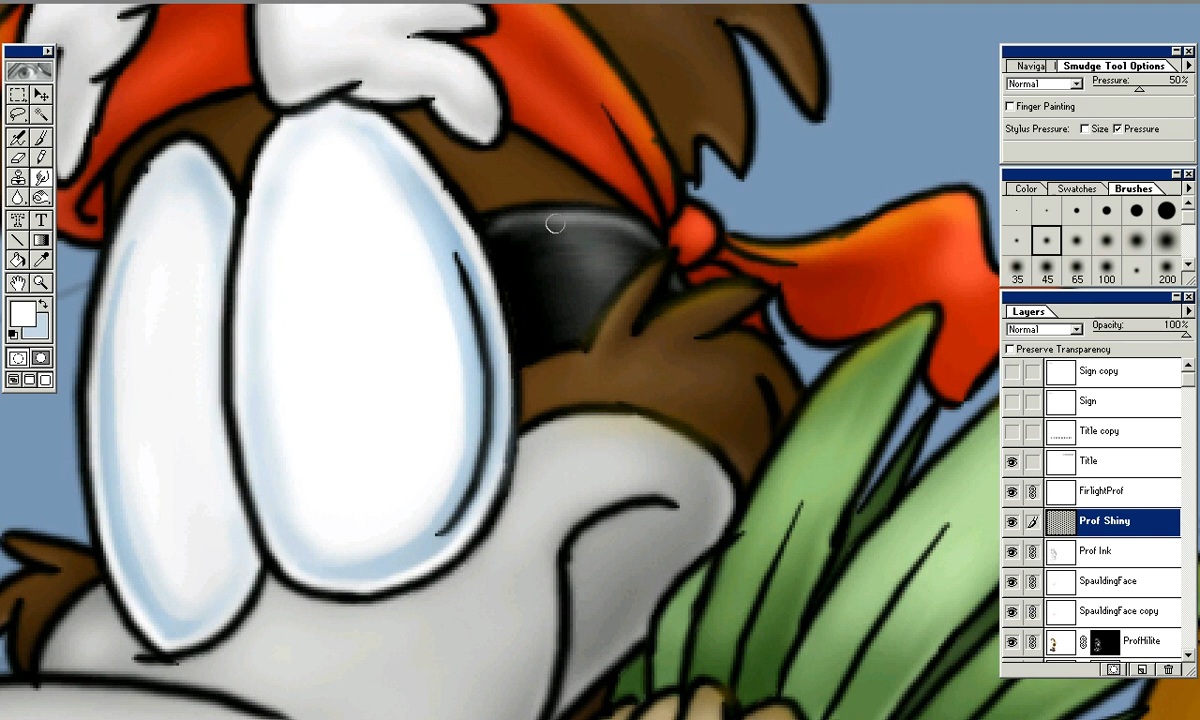 Naviga
Smudge Tool Options
Normal
Pressure: 50%
Finger Painting
Stylus Pressure: Size Pressure
Color
Swatches
Brushes
35 45 65 100 200
Layers
Normal
Opacity: 100%
Preserve Transparency
Sign copy
Sign
Title copy
Title
FirlightProf
Prof Shiny
Prof Ink
SpauldingFace
SpauldingFace copy
ProfHilite
T T